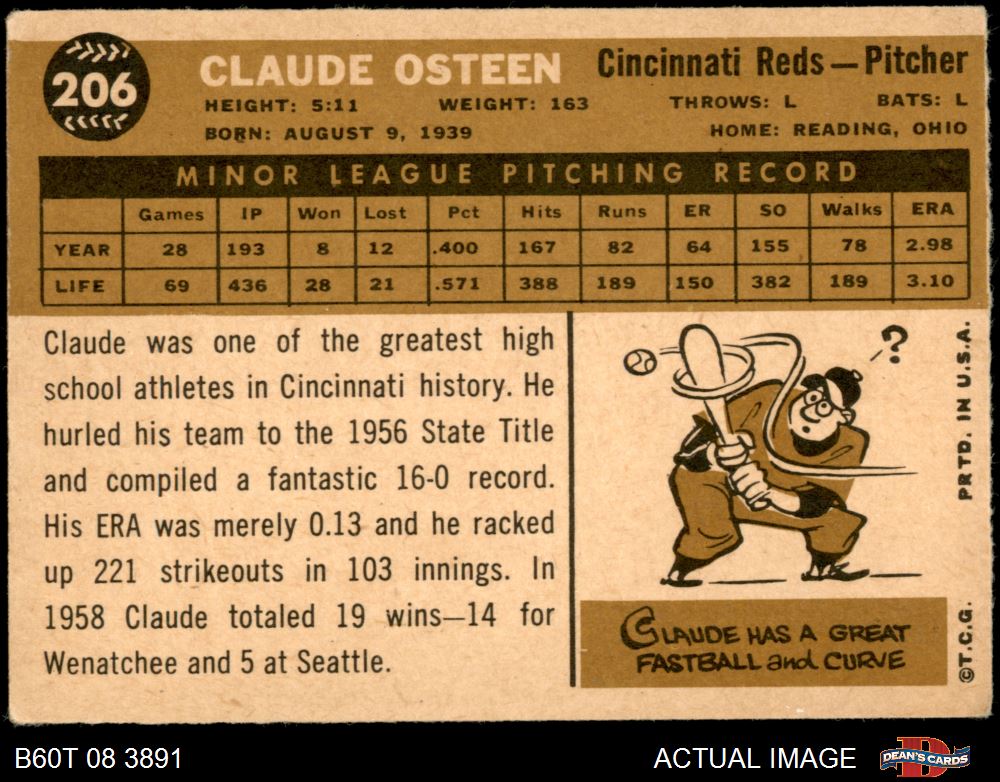 206
CLAUDE OSTEEN
Cincinnati Reds—Pitcher
HEIGHT: 5:11 WEIGHT: 163 THROWS: L BATS: L
BORN: AUGUST 9, 1939 HOME: READING, OHIO
MINOR LEAGUE PITCHING RECORD
Games IP Won Lost Pct Hits Runs ER SO Walks ERA
YEAR 28 193 8 12 .400 167 82 64 155 78 2.98
LIFE 69 436 28 21 .571 388 189 150 382 189 3.10
Claude was one of the greatest high
school athletes in Cincinnati history. He
hurled his team to the 1956 State Title
and compiled a fantastic 16-0 record.
His ERA was merely 0.13 and he racked
up 221 strikeouts in 103 innings. In
1958 Claude totaled 19 wins—14 for
Wenatchee and 5 at Seattle.
?
CLAUDE HAS A GREAT
FASTBALL and CURVE
PRTD. IN U.S.A.
©T.C.G.
B60T 08 3891
ACTUAL IMAGE
DEAN'S CARDS